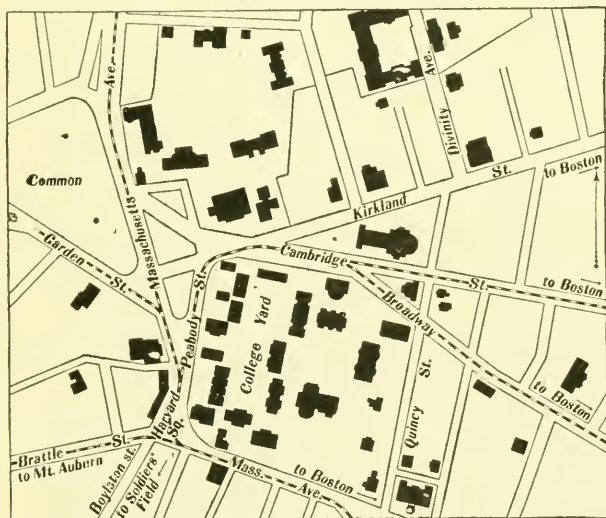 Common
Massachusetts Ave.
Garden St.
Divinity Ave.
Kirkland St. to Boston
Cambridge St. to Boston
Peabody St.
College Yard
Broadway to Boston
Quincy St.
Harvard Sq.
Brattle St.
to Mt. Auburn
Boylston st.
to Soldiers'
Field
Mass. Ave.
to Boston